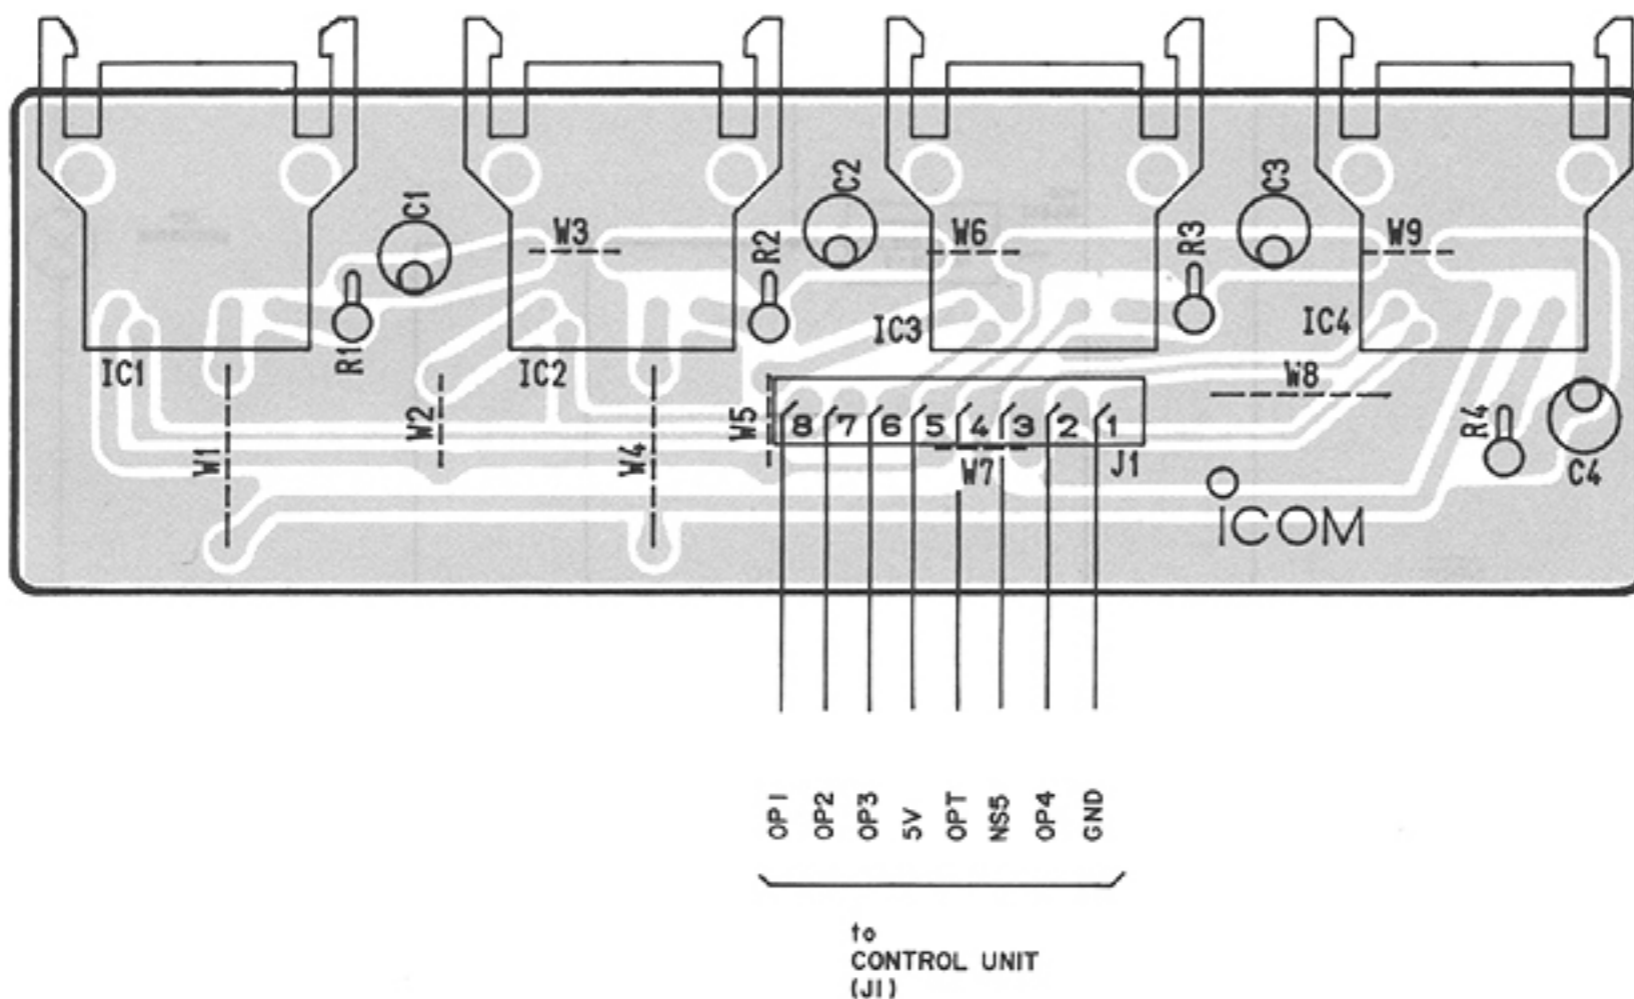 C1
C2
C3
W3
R2
W6
R3
W9
IC1
R1
IC2
IC3
IC4
W1
W2
W4
W5
8 7 6 5 4 3 2 1
W7
J1
W8
R4
C4
ICOM
OP1
OP2
OP3
5V
OPT
NS5
OP4
GND
to
CONTROL UNIT
(J1)